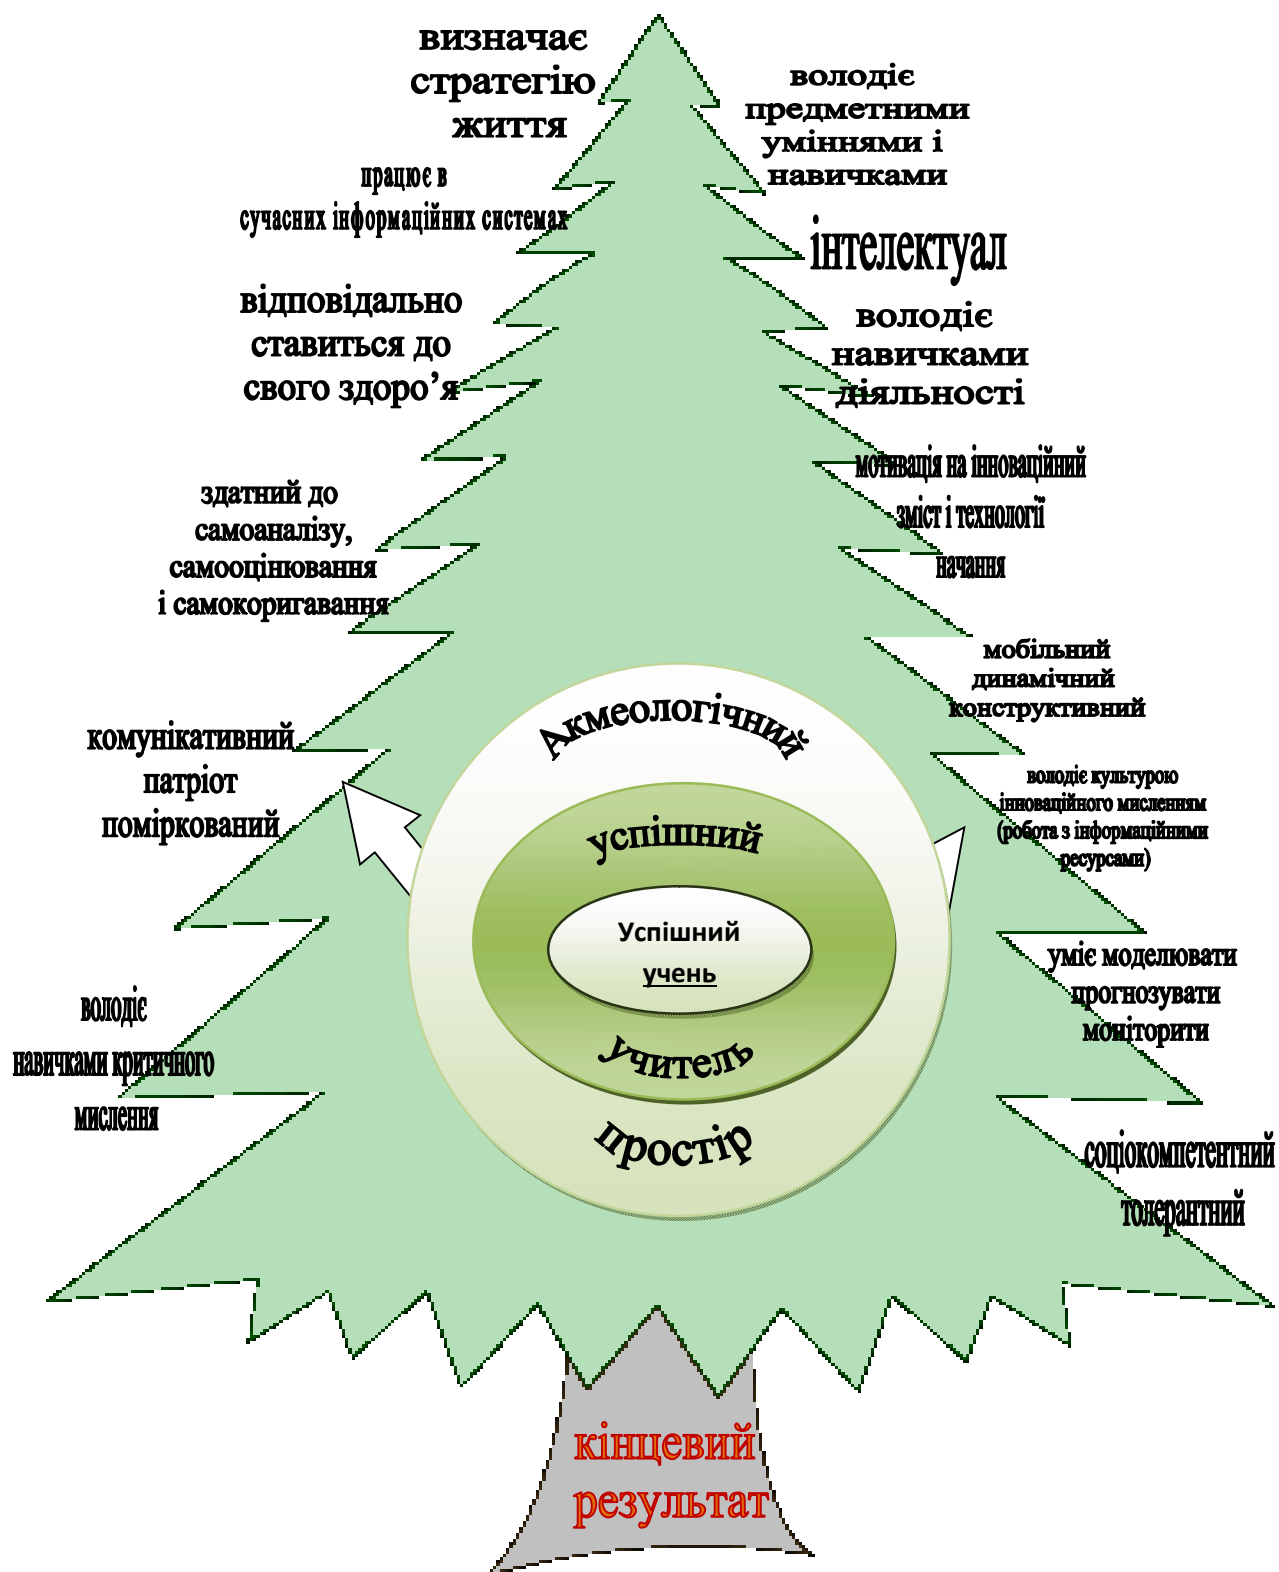 визначає
стратегію
життя
працює в
сучасних інформаційних системах
відповідально
ставиться до
свого здоро’я
здатний до
самоаналізу,
самооцінювання
і самокоригавання
комунікативний
патріот
поміркований
володіє
навичками критичного
мислення
володіє
предметними
уміннями і
навичками
інтелектуал
володіє
навичками
діяльності
мотивація на інноваційний
зміст і технології
начання
мобільний
динамічний
конструктивний
володіє культурою
інноваційного мисленням
(робота з інформаційними
ресурсами)
уміє моделювати
прогнозувати
моніторити
соціокомпетентний
толерантний
Акмеологічний
успішний
Успішний
учень
учитель
простір
кінцевий
результат